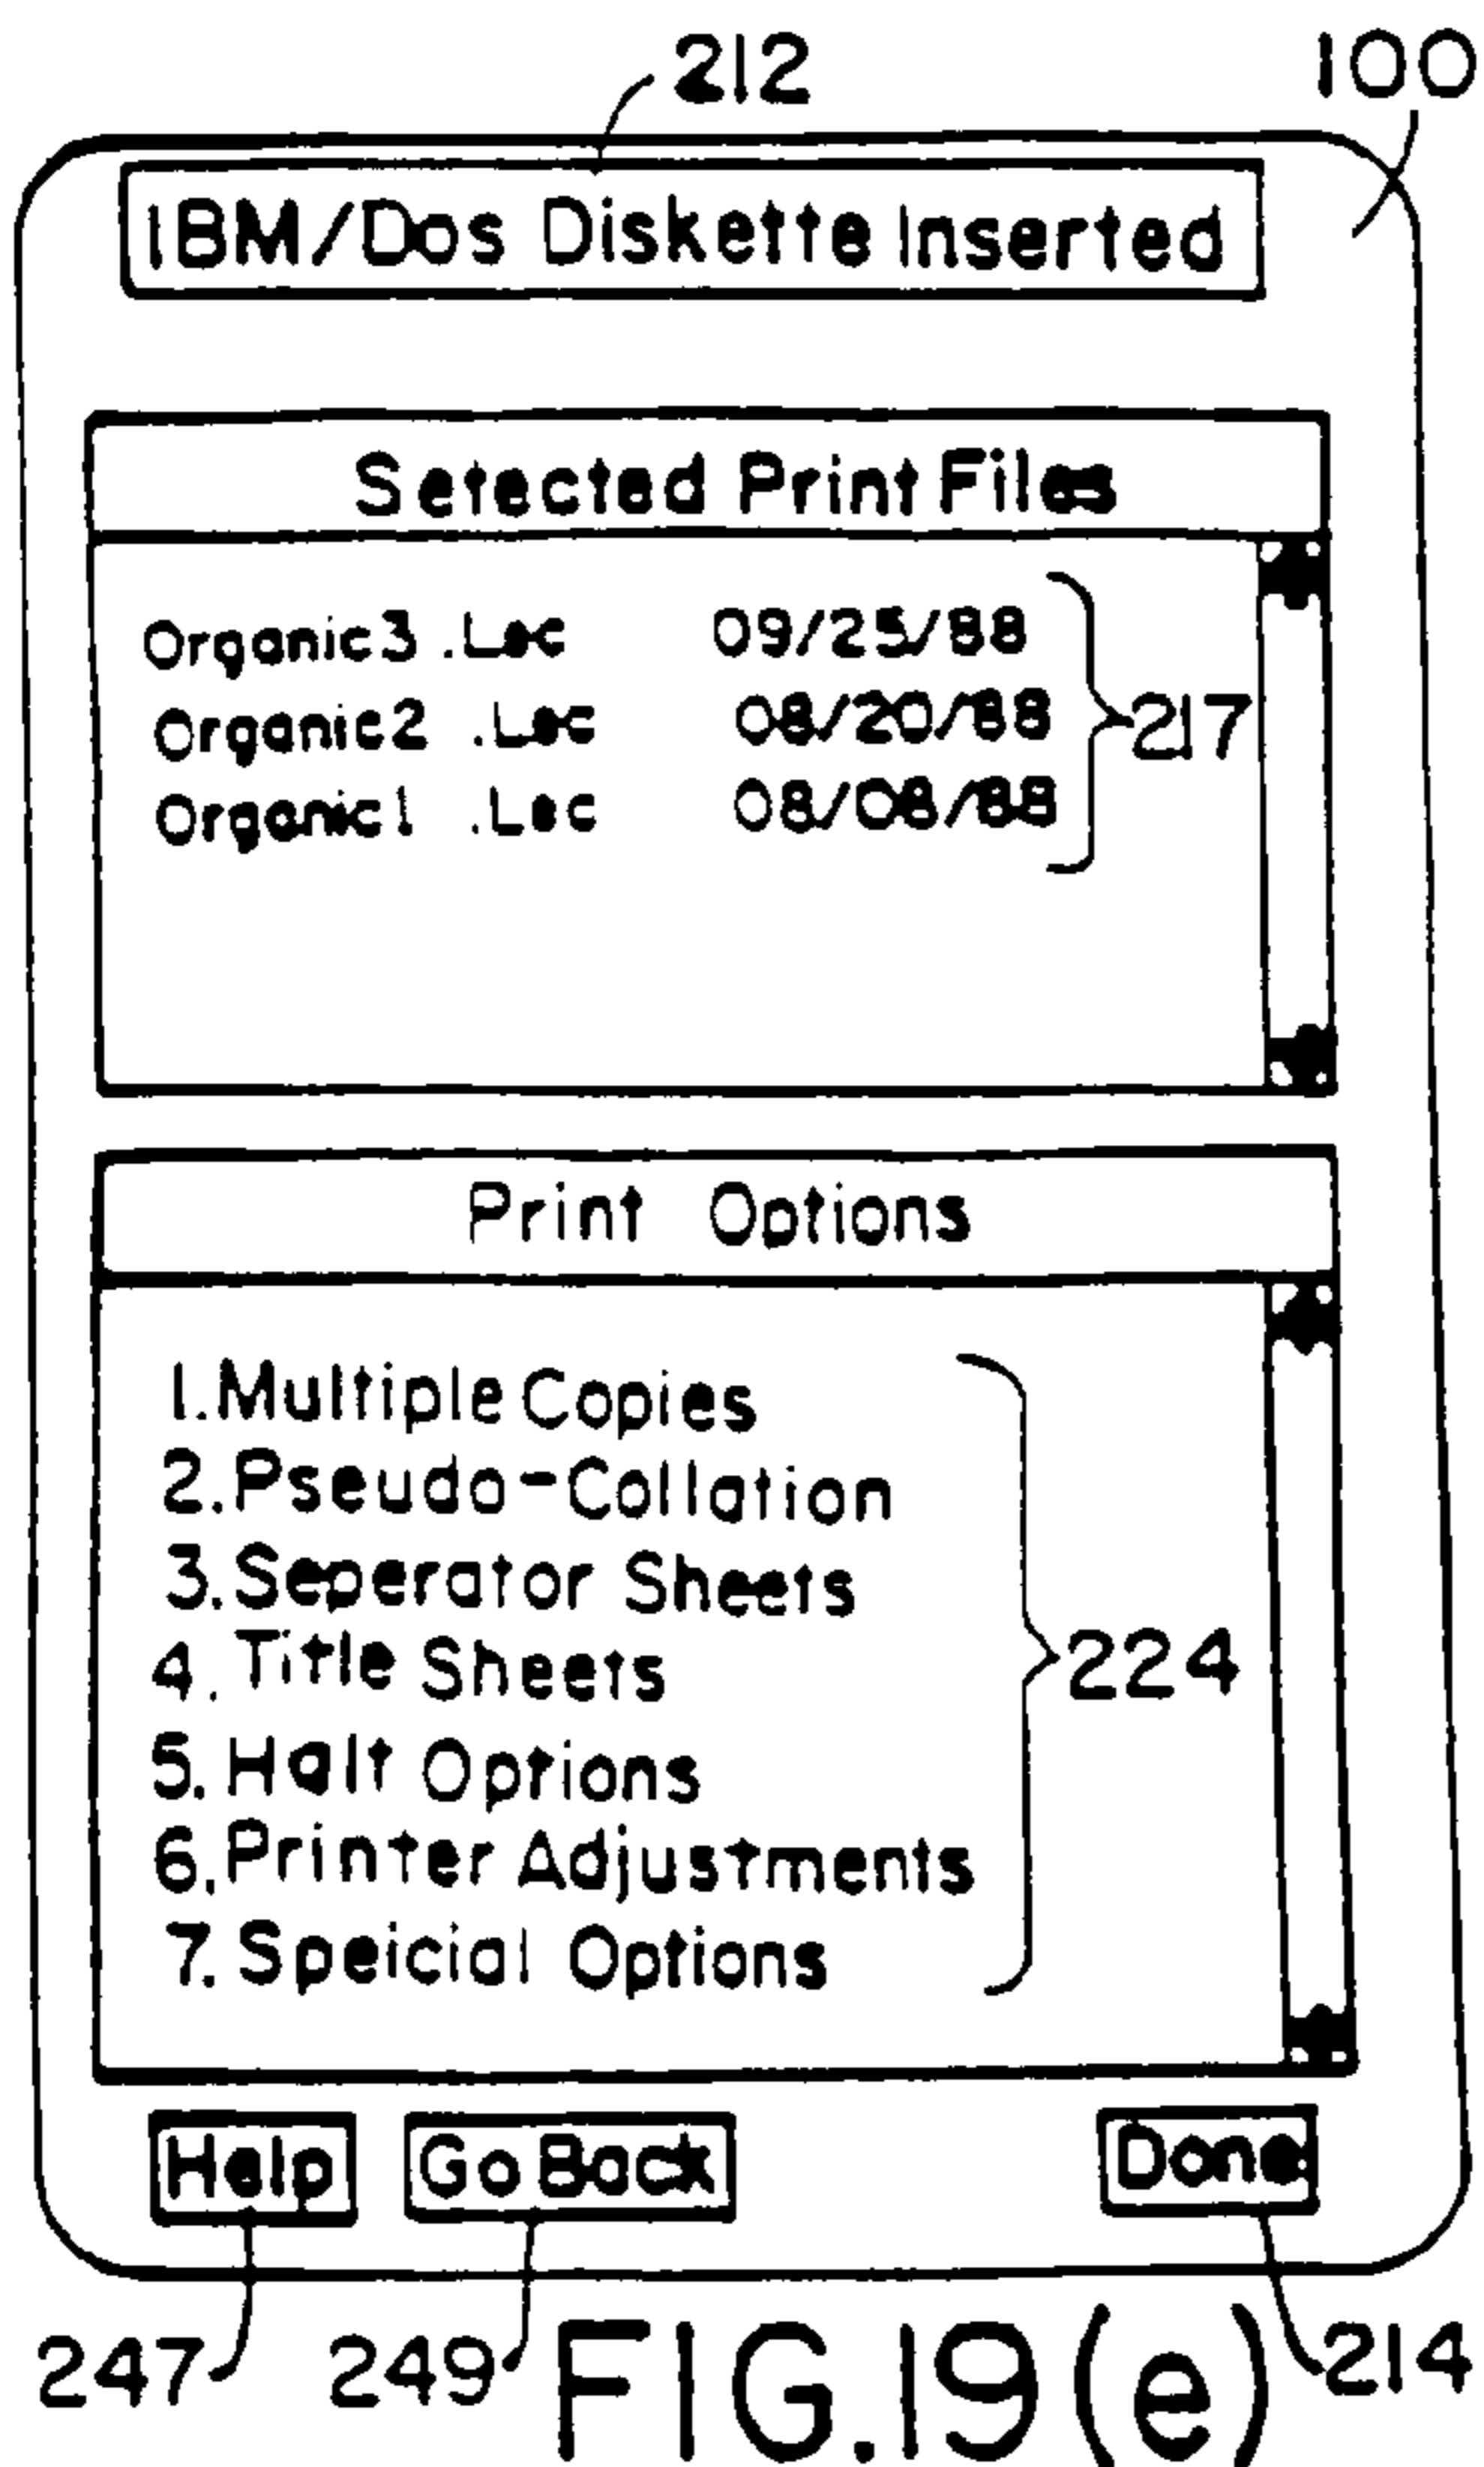 212
100
IBM/Dos Diskette Inserted
Selected Print Files
Organic3 .Lec 09/25/88
Organic2 .Lec 08/20/88
Organic1 .Lec 08/08/88
217
Print Options
1. Multiple Copies
2. Pseudo-Collation
3. Seperator Sheets
4. Title Sheets
5. Halt Options
6. Printer Adjustments
7. Speicial Options
224
Help Go Back Done
247 249 214
FIG.19(e)